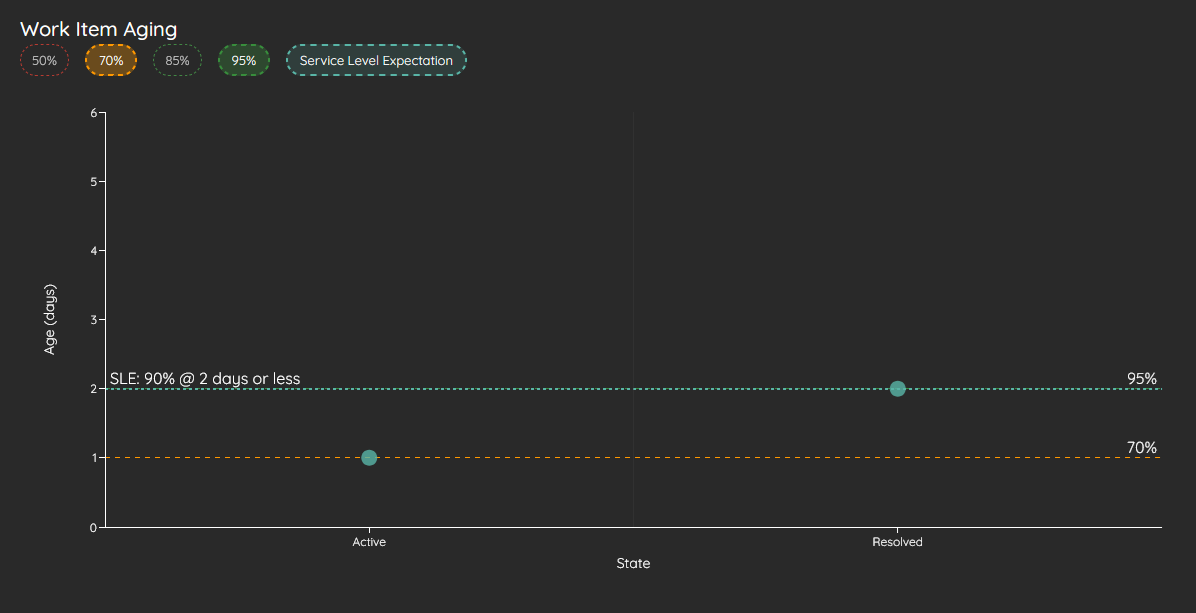 Work Item Aging
50% 70% 85% 95% Service Level Expectation
6
5
4
3
2
1
0
Age (days)
SLE: 90% @ 2 days or less
95%
70%
Active Resolved
State